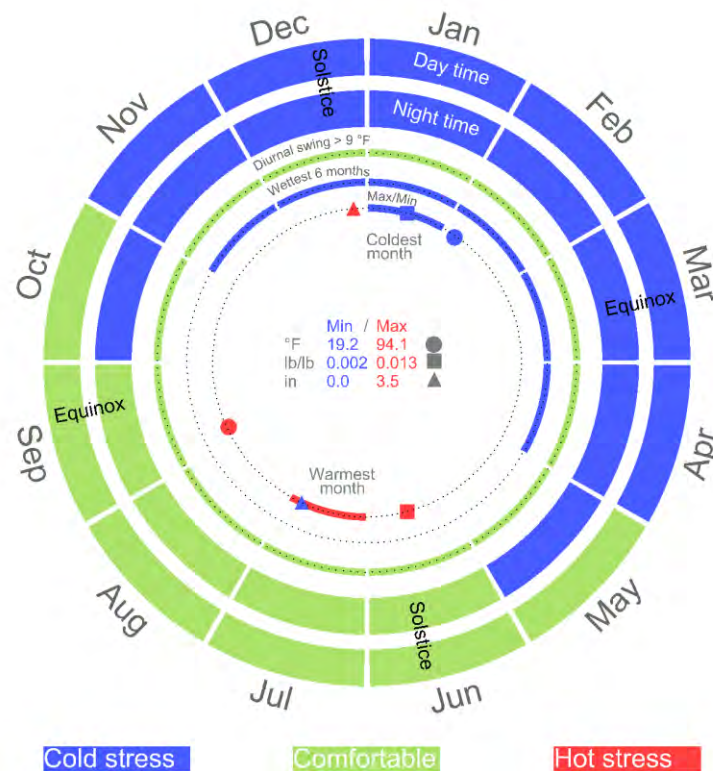 Dec
Jan
Nov
Solstice
Day time
Feb
Night time
Diurnal swing > 9 °F
Wettest 6 months
Max/Min
Coldest
month
Oct
Mar
Equinox
Min / Max
°F 19.2 94.1
lb/lb 0.002 0.013
in 0.0 3.5
Equinox
Sep
Apr
Warmest
month
Aug
May
Solstice
Jul
Jun
Cold stress
Comfortable
Hot stress